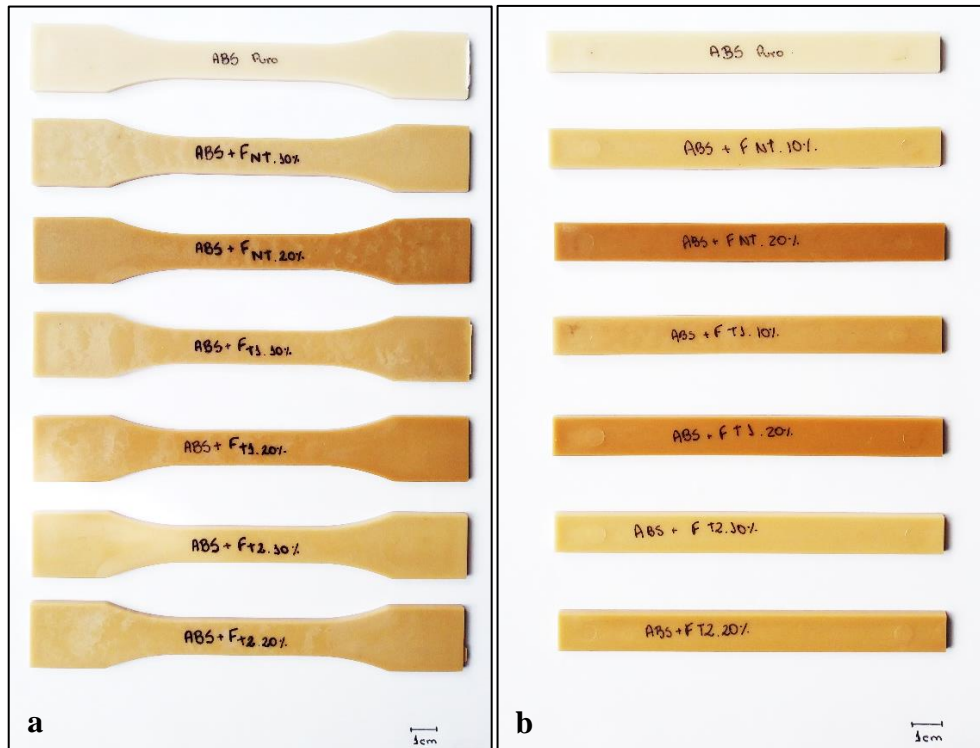 ABS Puro
ABS + FNT. 10%
ABS + FNT. 20%
ABS + FT1. 10%
ABS + FT1. 20%
ABS + FT2. 10%
ABS + FT2. 20%
a
1cm
ABS Puro
ABS + F NT. 10%
ABS + F NT. 20%
ABS + F T1. 10%
ABS + F T1. 20%
ABS + F T2. 10%
ABS + F T2. 20%
b
1cm